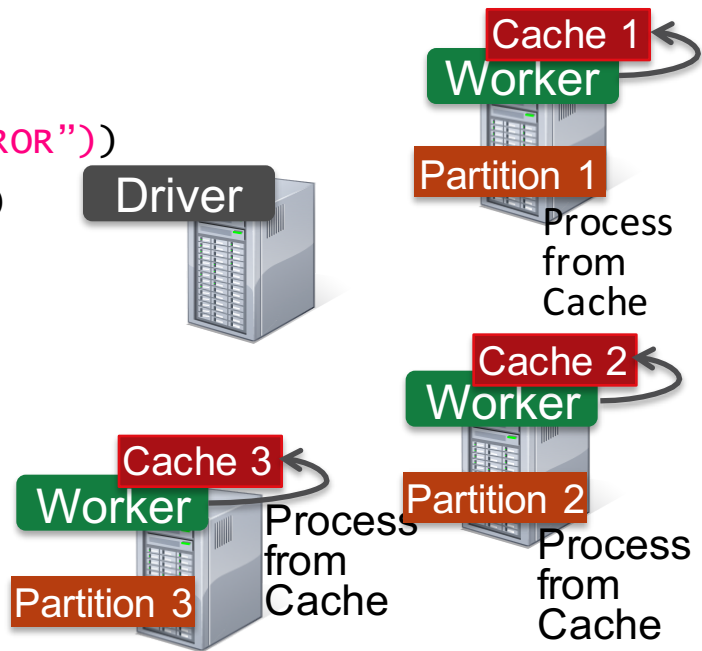 ROR”))
)
Driver
Cache 1
Worker
Partition 1
Process
from
Cache
Cache 2
Worker
Partition 2
Process
from
Cache
Cache 3
Worker
Partition 3
Process
from
Cache